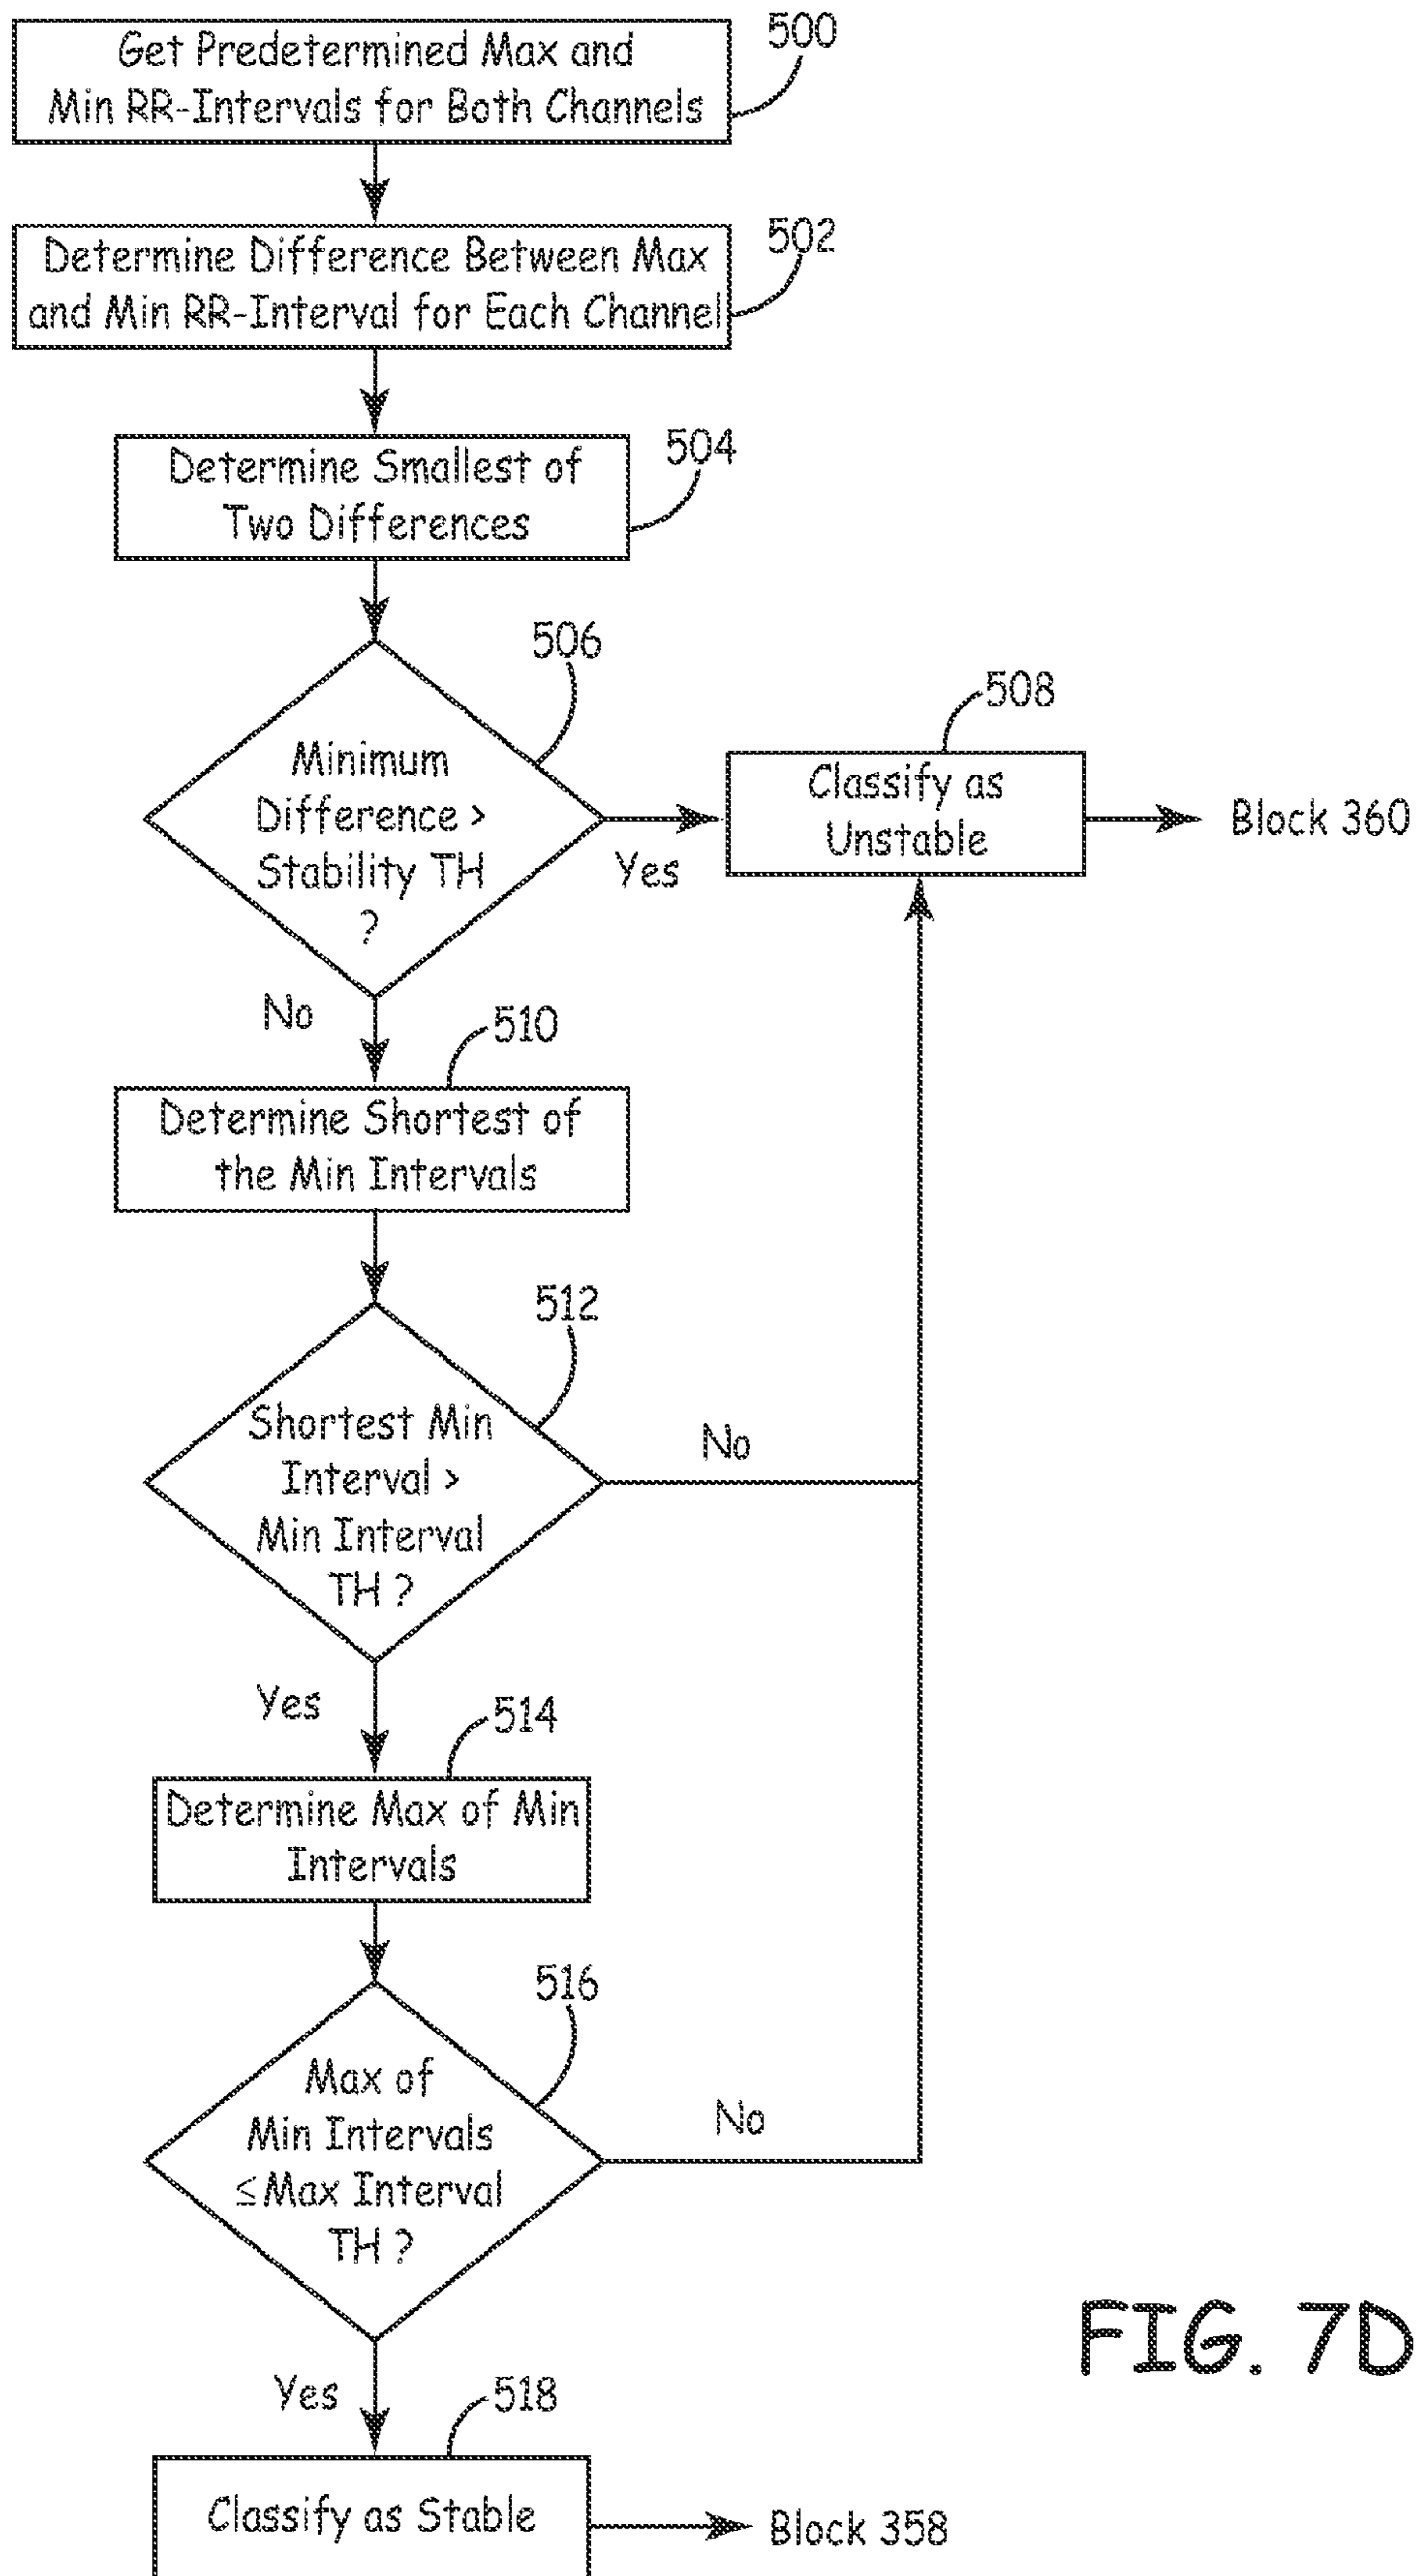 500
Get Predetermined Max and
Min RR-Intervals for Both Channels
502
Determine Difference Between Max
and Min RR-Interval for Each Channel
504
Determine Smallest of
Two Differences
506
Minimum
Difference >
Stability TH
?
Yes
508
Classify as
Unstable
Block 360
No
510
Determine Shortest of
the Min Intervals
512
Shortest Min
Interval >
Min Interval
TH ?
No
Yes
514
Determine Max of Min
Intervals
516
Max of
Min Intervals
≤Max Interval
TH ?
No
Yes
518
Classify as Stable
Block 358
FIG. 7D